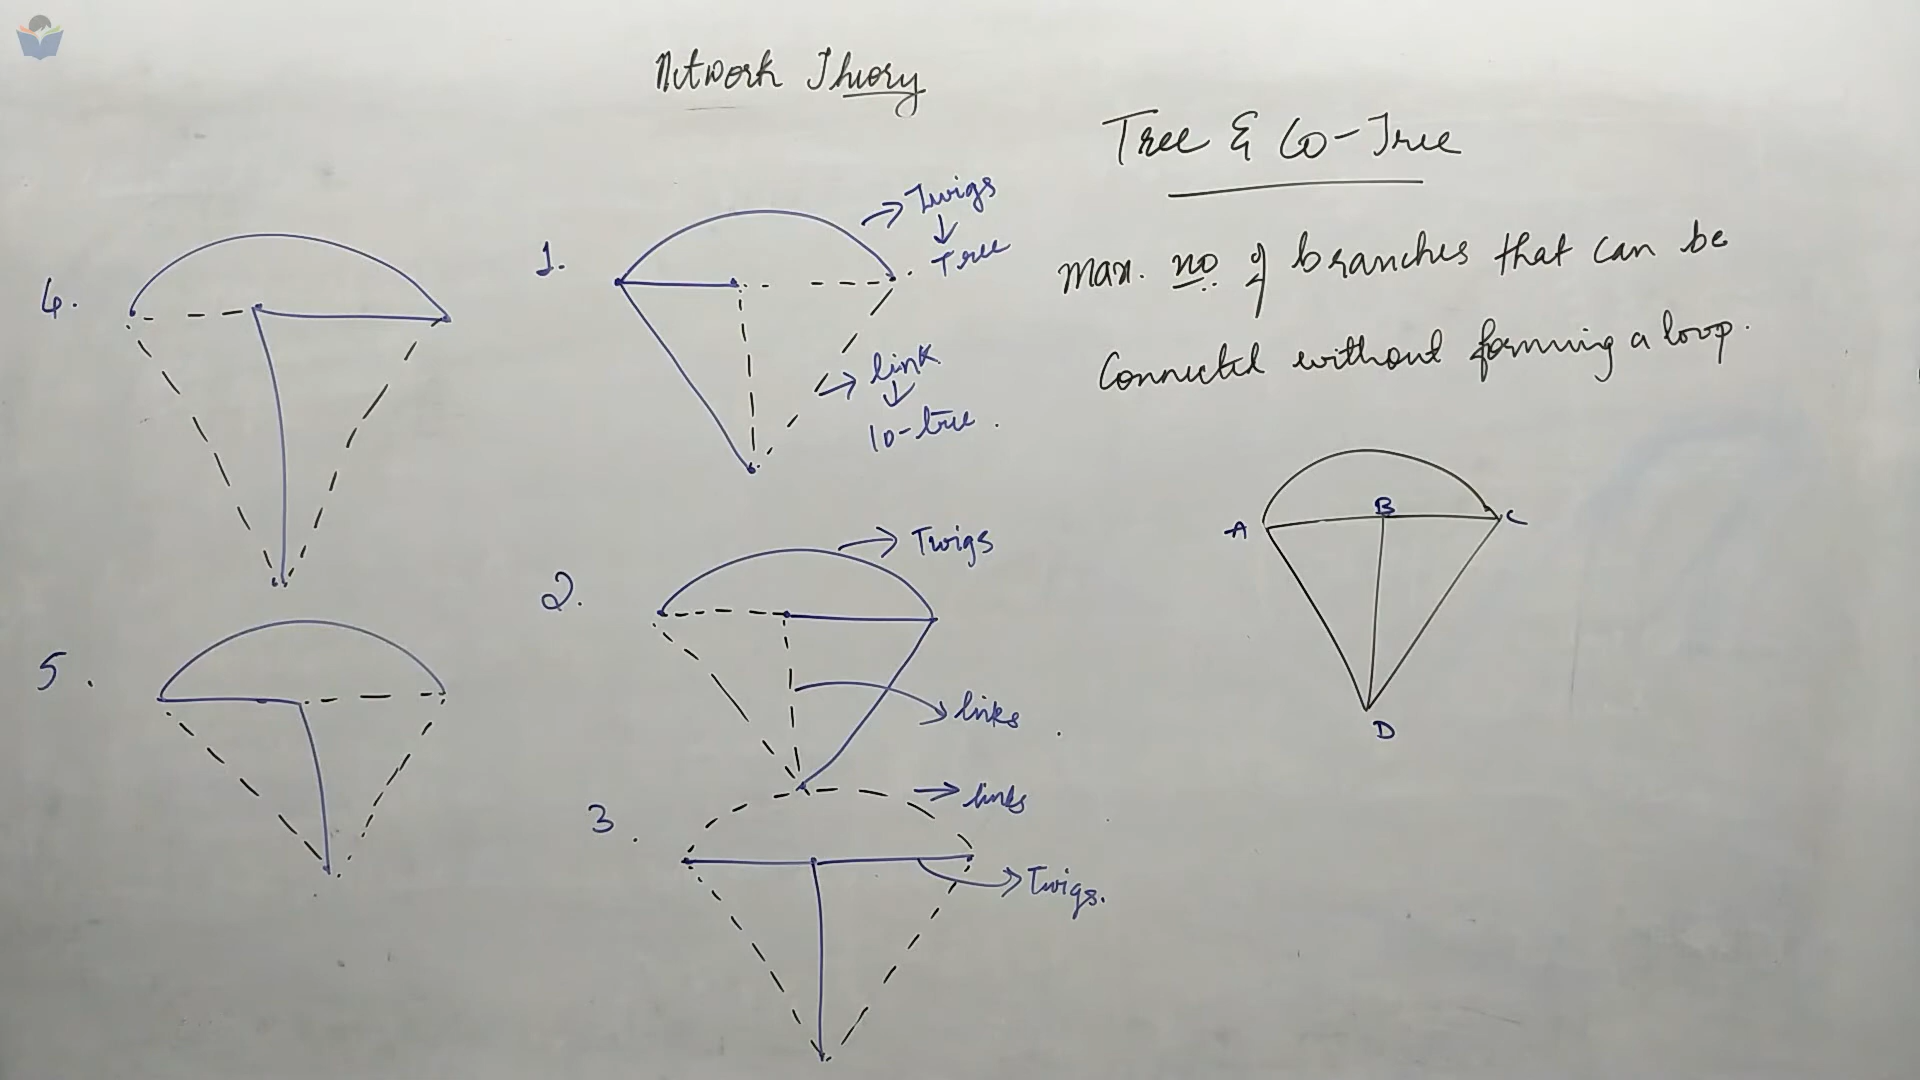 Network Theory
Tree & Co-Tree
Max. no of branches that can be
Connected without forming a loop.
1.
Twigs
Tree
link
Co-tree.
2.
Twigs
links
3.
links
Twigs.
4.
5.
A
B
C
D